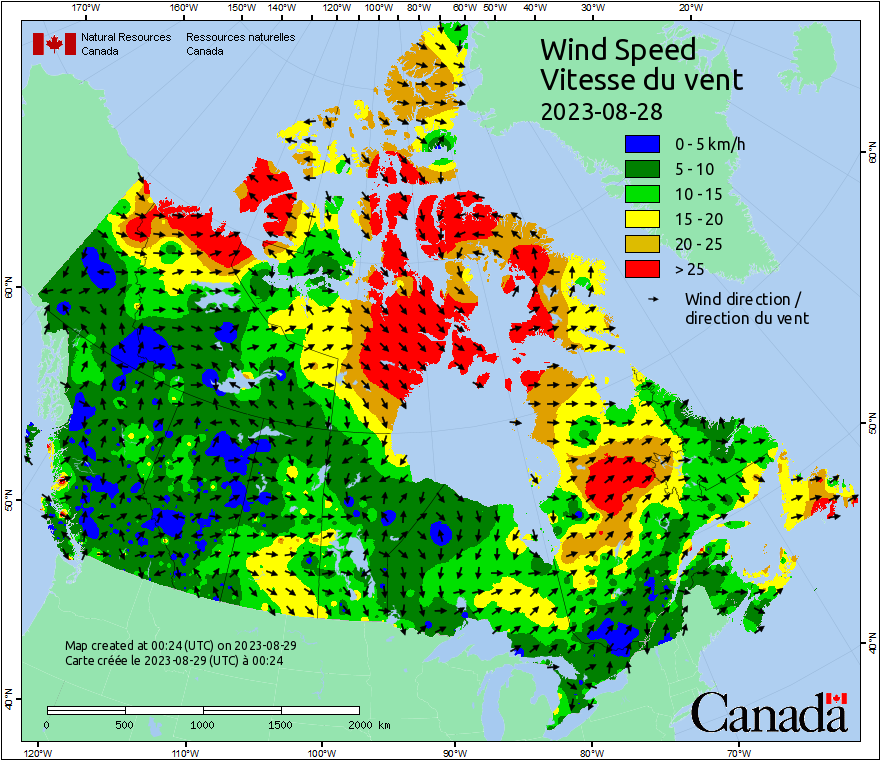 170°W 160°W 150°W 140°W 120°W 100°W 80°W 60°W 50°W 40°W 30°W 20°W
Natural Resources Ressources naturelles
Canada Canada
Wind Speed
Vitesse du vent
2023-08-28
0 - 5 km/h
5 - 10
10 - 15
15 - 20
20 - 25
> 25
Wind direction /
direction du vent
60°N 60°N
50°N 50°N
40°N 40°N
Map created at 00:24 (UTC) on 2023-08-29
Carte créée le 2023-08-29 (UTC) à 00:24
0 500 1000 1500 2000 km
Canada
120°W 110°W 100°W 90°W 80°W 70°W